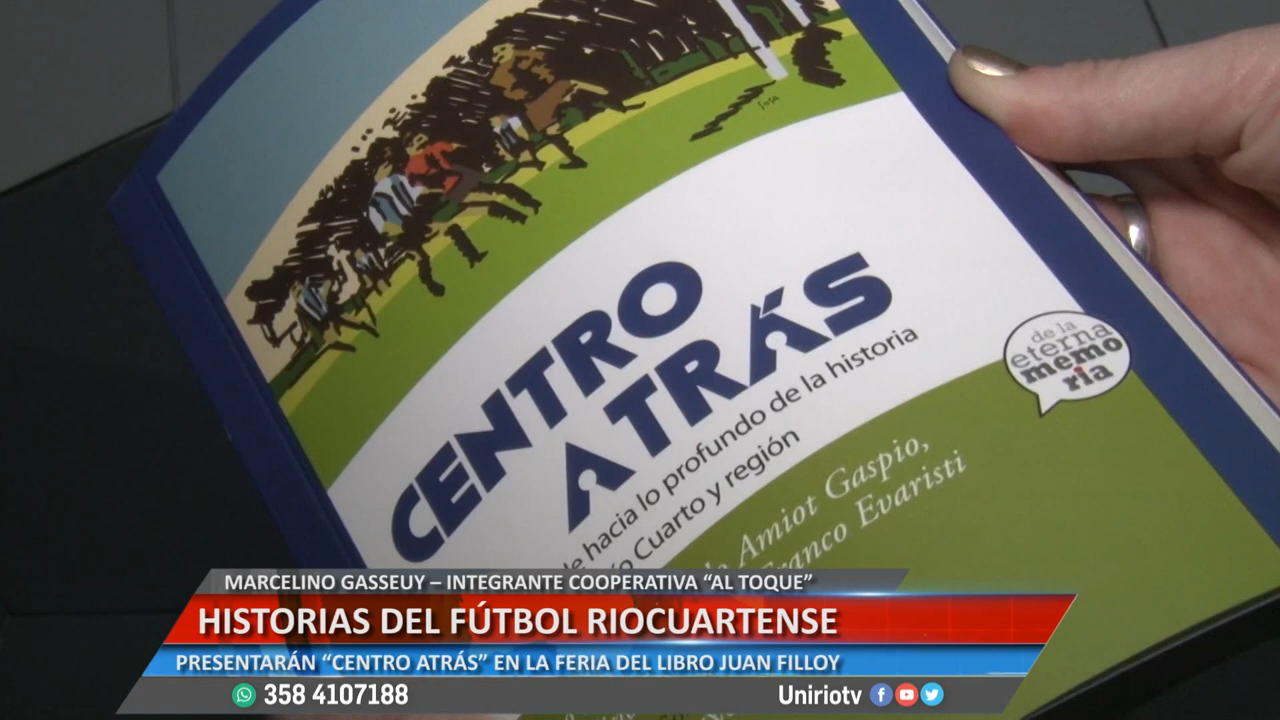 Sosa
CENTRO
ATRÁS
hacia lo profundo de la historia
Cuarto y región
de la
eterna
memo
ria
Amiot Gaspio,
Franco Evaristi
MARCELINO GASSEUY – INTEGRANTE COOPERATIVA “AL TOQUE”
HISTORIAS DEL FÚTBOL RIOCUARTENSE
PRESENTARÁN “CENTRO ATRÁS” EN LA FERIA DEL LIBRO JUAN FILLOY
358 4107188
Uniriotv